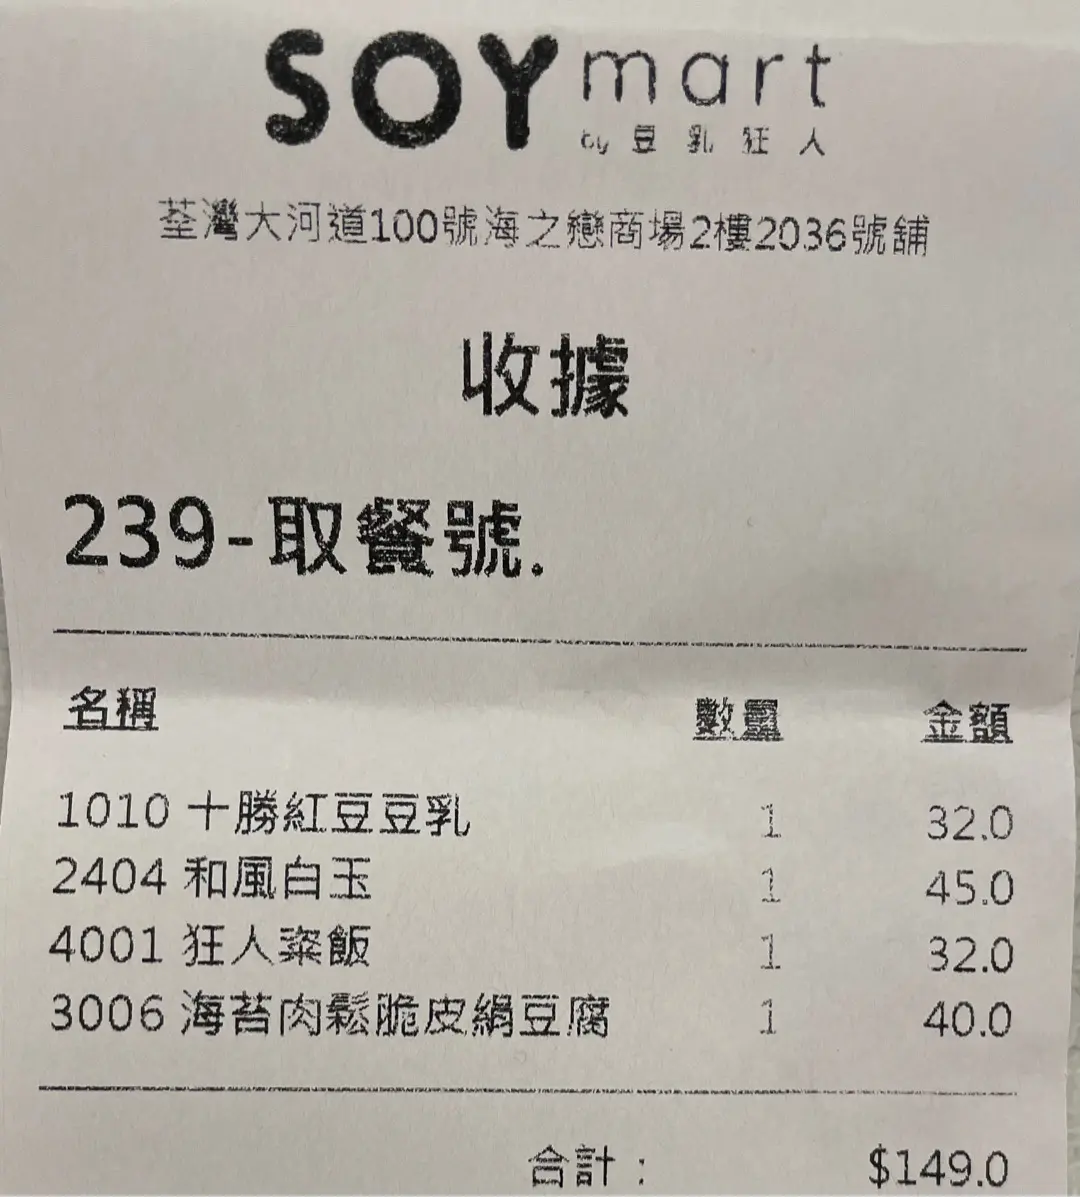 SOYmart
by 豆乳狂人
荃灣大河道100號海之戀商場2樓2036號舖
收據
239-取餐號.
名稱 數量 金額
1010 十勝紅豆豆乳 1 32.0
2404 和風白玉 1 45.0
4001 狂人粢飯 1 32.0
3006 海苔肉鬆脆皮絹豆腐 1 40.0
合計： $149.0